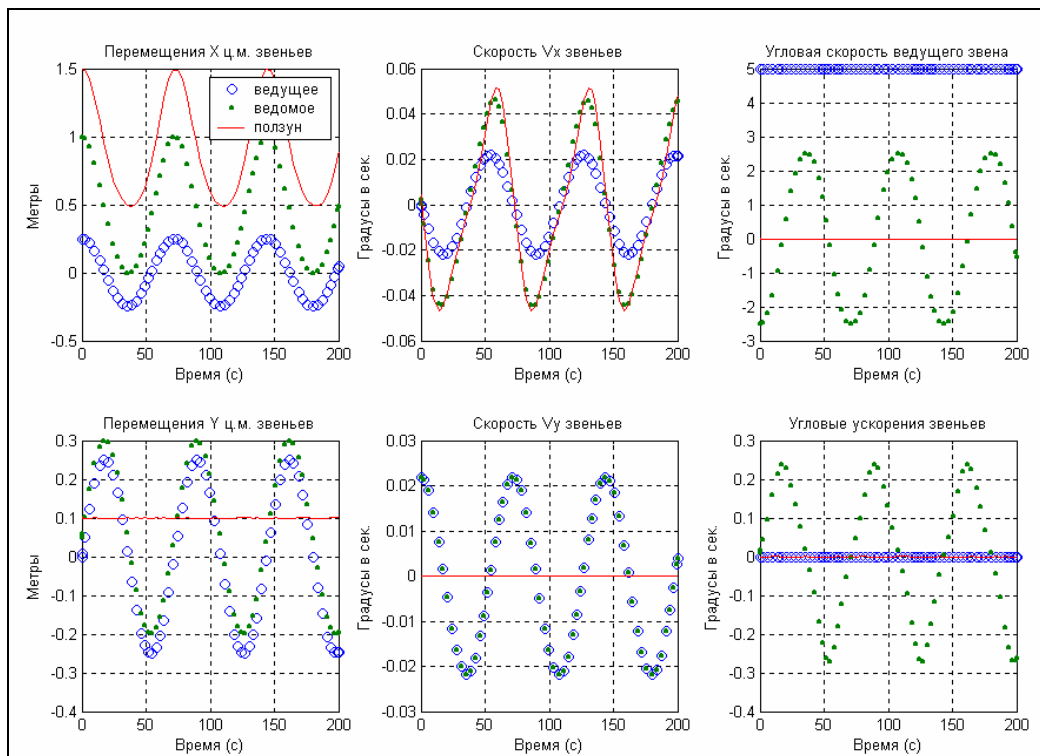 Перемещения X ц.м. звеньев
1.5
1
0.5
0
-0.5
Метры
ведущее
ведомое
ползун
0 50 100 150 200
Время (с)
Скорость Vx звеньев
0.06
0.04
0.02
0
-0.02
-0.04
-0.06
Градусы в сек.
0 50 100 150 200
Время (с)
Угловая скорость ведущего звена
5
4
3
2
1
0
-1
-2
-3
Градусы в сек.
0 50 100 150 200
Время (с)
Перемещения Y ц.м. звеньев
0.3
0.2
0.1
0
-0.1
-0.2
-0.3
-0.4
Метры
0 50 100 150 200
Время (с)
Скорость Vy звеньев
0.03
0.02
0.01
0
-0.01
-0.02
-0.03
Градусы в сек.
0 50 100 150 200
Время (с)
Угловые ускорения звеньев
0.3
0.2
0.1
0
-0.1
-0.2
-0.3
-0.4
Градусы в сек.
0 50 100 150 200
Время (с)